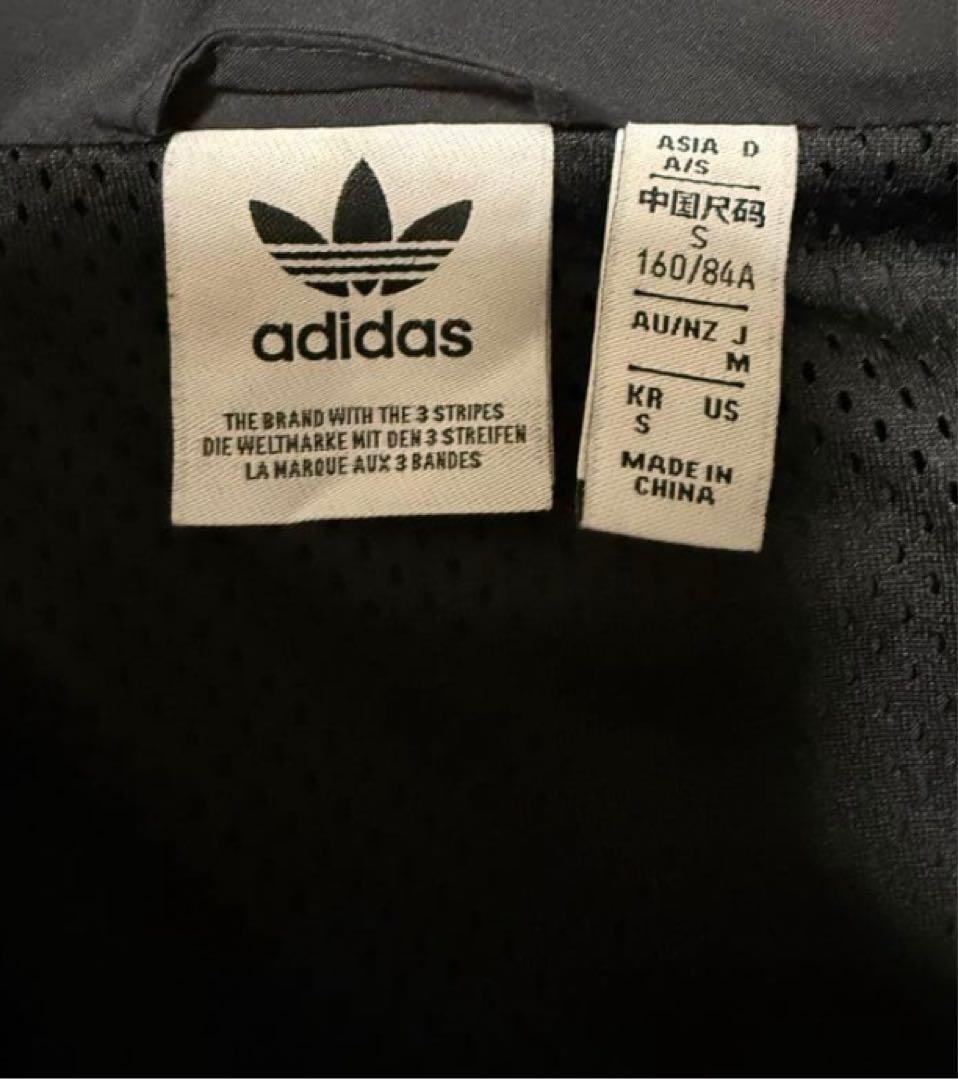 adidas
THE BRAND WITH THE 3 STRIPES
DIE WELTMARKE MIT DEN 3 STREIFEN
LA MARQUE AUX 3 BANDES
ASIA D
A/S
中国尺码
S
160/84A
AU/NZ J
M
KR US
S
MADE IN
CHINA